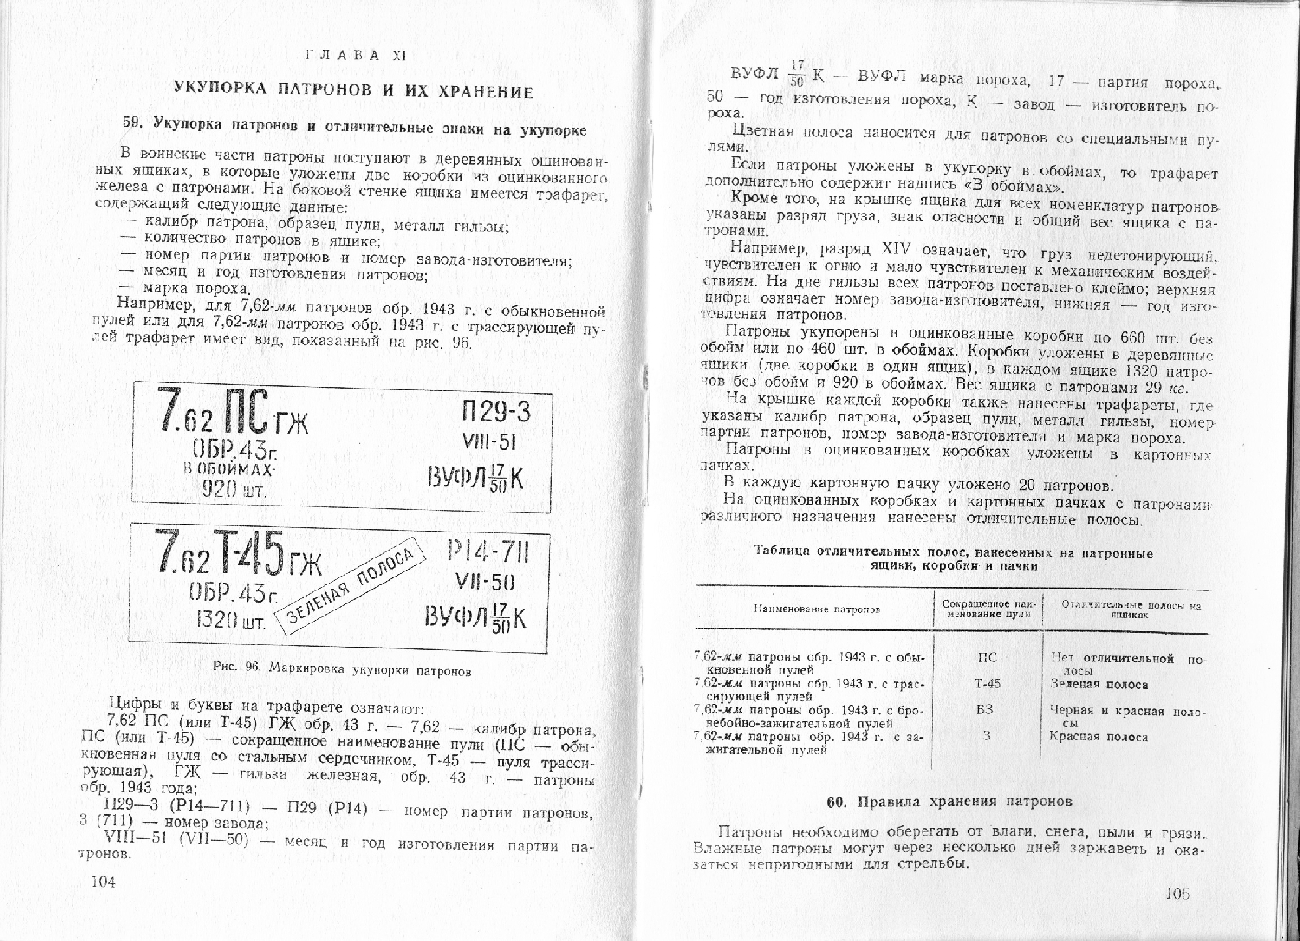 ГЛАВА XI
УКУПОРКА ПАТРОНОВ И ИХ ХРАНЕНИЕ
59. Укупорка патронов и отличительные знаки на укупорке
В воинские части патроны поступают в деревянных ошинован-
ных ящиках, в которые уложены две коробки из оцинкованного
железа с патронами. На боковой стенке ящика имеется трафарет,
содержащий следующие данные:
— калибр патрона, образец пули, металл гильзы;
— количество патронов в ящике;
— номер партии патронов и номер завода-изготовителя;
— месяц и год изготовления патронов;
— марка пороха.
Например, для 7,62-мм патронов обр. 1943 г. с обыкновенной
пулей или для 7,62-мм патронов обр. 1943 г. с трассирующей пу-
лей трафарет имеет вид, показанный на рис. 96.
7.62 ПС ГЖ П29-3
ОБР. 43г. VIII-51
В ОБОЙМАХ
920 шт. ВУФЛ 17/50 К
7.62 Т-45 ГЖ Р14-711
ОБР. 43г. ЗЕЛЕНАЯ ПОЛОСА VII-50
1320 шт. ВУФЛ 17/50 К
Рис. 96. Маркировка укупорки патронов
Цифры и буквы на трафарете означают:
7,62 ПС (или Т-45) ГЖ обр. 43 г. — 7,62 — калибр патрона,
ПС (или Т-45) — сокращенное наименование пули (ПС — обы-
кновенная пуля со стальным сердечником, Т-45 — пуля трасси-
рующая), ГЖ — гильза железная, обр. 43 г. — патроны
обр. 1943 года;
П29—3 (Р14—711) — П29 (Р14) — номер партии патронов,
3 (711) — номер завода;
VIII—51 (VII—50) — месяц и год изготовления партии па-
тронов.
104
ВУФЛ 17/50 К — ВУФЛ марка пороха, 17 — партия пороха,
50 — год изготовления пороха, К — завод — изготовитель по-
роха.
Цветная полоса наносится для патронов со специальными пу-
лями.
Если патроны уложены в укупорку в обоймах, то трафарет
дополнительно содержит надпись «В обоймах».
Кроме того, на крышке ящика для всех номенклатур патронов
указаны разряд груза, знак опасности и общий вес ящика с па-
тронами.
Например, разряд XIV означает, что груз недетонирующий,
чувствителен к огню и мало чувствителен к механическим воздей-
ствиям. На дне гильзы всех патронов поставлено клеймо; верхняя
цифра означает номер завода-изготовителя, нижняя — год изго-
товления патронов.
Патроны укупорены в оцинкованные коробки по 660 шт. без
обойм или по 460 шт. в обоймах. Коробки уложены в деревянные
ящики (две коробки в один ящик), в каждом ящике 1320 патро-
нов без обойм и 920 в обоймах. Вес ящика с патронами 29 кг.
На крышке каждой коробки также нанесены трафареты, где
указаны калибр патрона, образец пули, металл гильзы, номер
партии патронов, номер завода-изготовителя и марка пороха.
Патроны в оцинкованных коробках уложены в картонных
пачках.
В каждую картонную пачку уложено 20 патронов.
На оцинкованных коробках и картонных пачках с патронами
различного назначения нанесены отличительные полосы.
Таблица отличительных полос, нанесенных на патронные
ящики, коробки и пачки
Наименование патронов
Сокращенное наи-
менование пули
Отличительные полосы на
ящиках
7,62-мм патроны обр. 1943 г. с обы- ПС Нет отличительной по-
кновенной пулей лосы
7,62-мм патроны обр. 1943 г. с трас- Т-45 Зеленая полоса
сирующей пулей
7,62-мм патроны обр. 1943 г. с бро- БЗ Черная и красная поло-
небойно-зажигательной пулей сы
7,62-мм патроны обр. 1943 г. с за- З Красная полоса
жигательной пулей
60. Правила хранения патронов
Патроны необходимо оберегать от влаги, снега, пыли и грязи.
Влажные патроны могут через несколько дней заржаветь и ока-
заться непригодными для стрельбы.
105